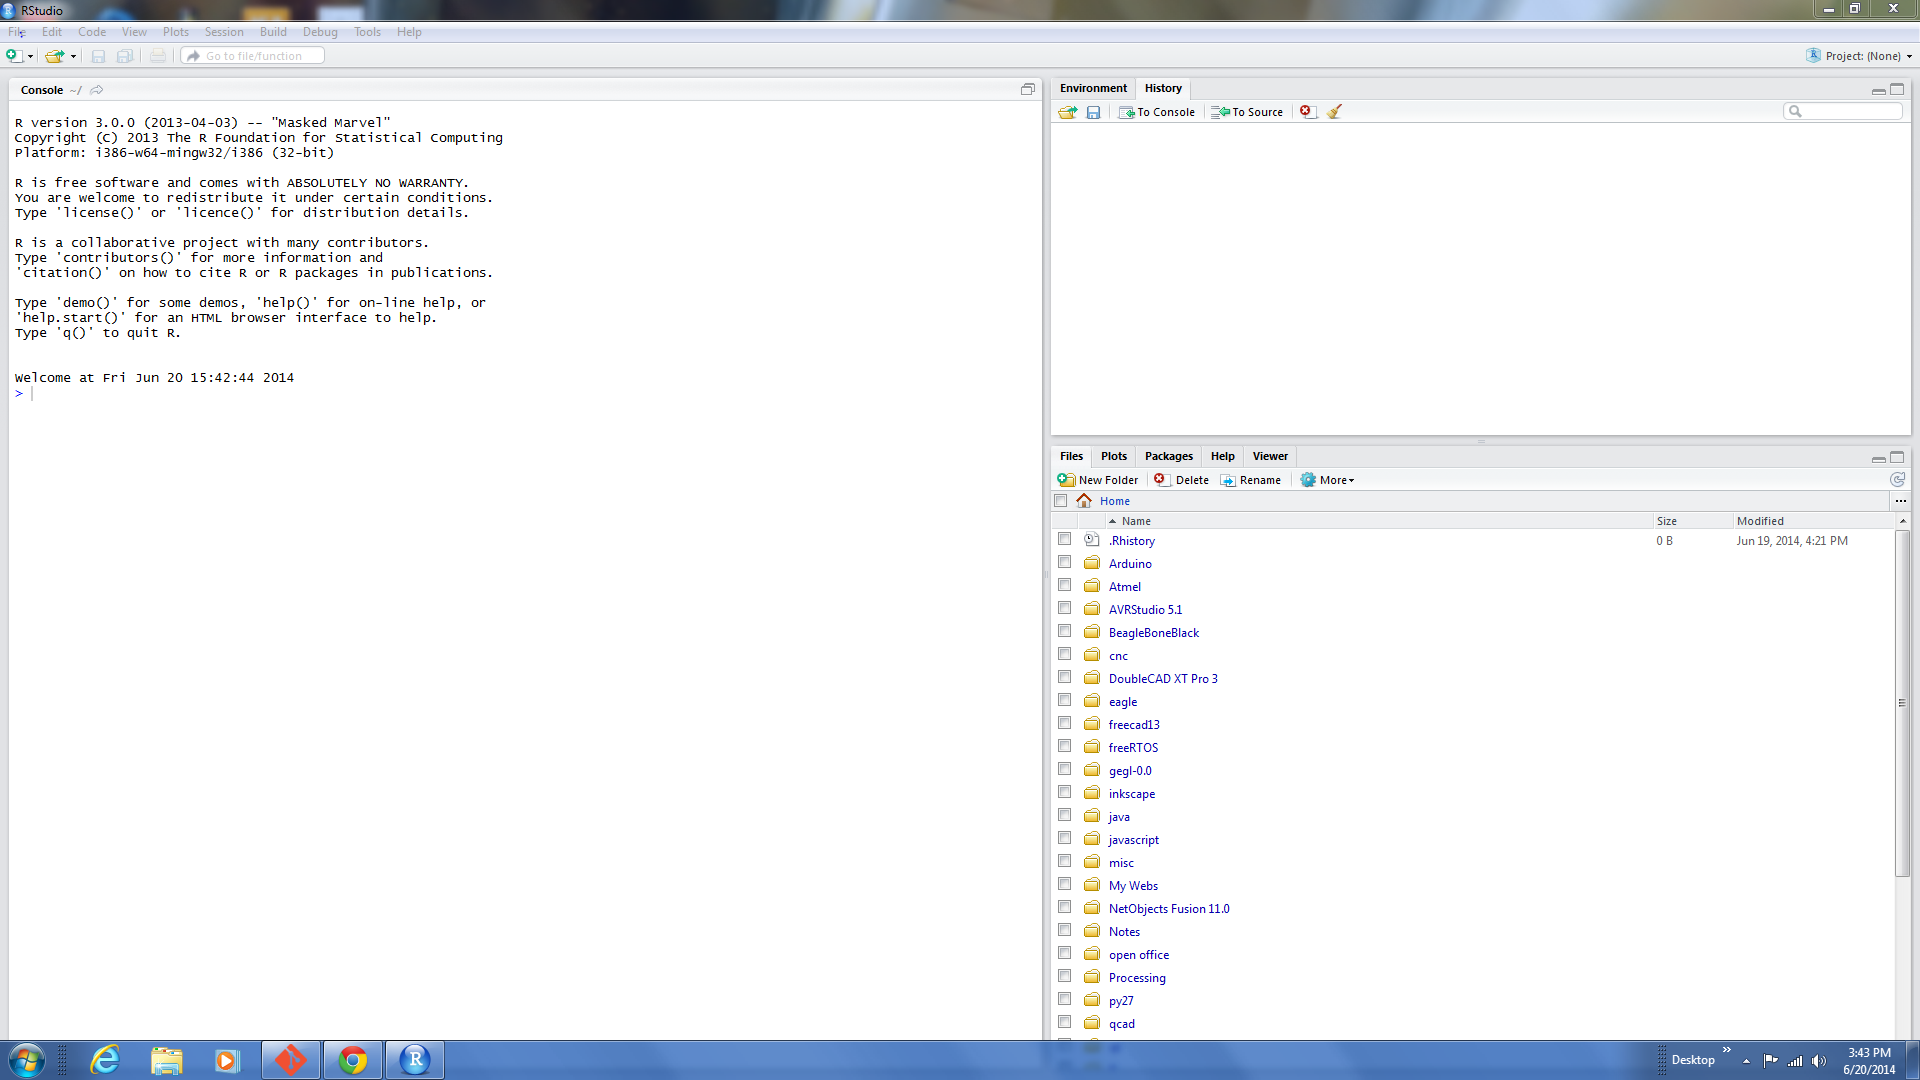 RStudio
File Edit Code View Plots Session Build Debug Tools Help
Go to file/function
Project: (None)
Console ~/
R version 3.0.0 (2013-04-03) -- "Masked Marvel"
Copyright (C) 2013 The R Foundation for Statistical Computing
Platform: i386-w64-mingw32/i386 (32-bit)
R is free software and comes with ABSOLUTELY NO WARRANTY.
You are welcome to redistribute it under certain conditions.
Type 'license()' or 'licence()' for distribution details.
R is a collaborative project with many contributors.
Type 'contributors()' for more information and
'citation()' on how to cite R or R packages in publications.
Type 'demo()' for some demos, 'help()' for on-line help, or
'help.start()' for an HTML browser interface to help.
Type 'q()' to quit R.
Welcome at Fri Jun 20 15:42:44 2014
>
Environment History
To Console To Source
Files Plots Packages Help Viewer
New Folder Delete Rename More
Home ...
Name Size Modified
.Rhistory 0 B Jun 19, 2014, 4:21 PM
Arduino
Atmel
AVRStudio 5.1
BeagleBoneBlack
cnc
DoubleCAD XT Pro 3
eagle
freecad13
freeRTOS
gegl-0.0
inkscape
java
javascript
misc
My Webs
NetObjects Fusion 11.0
Notes
open office
Processing
py27
qcad
Desktop »
3:43 PM
6/20/2014